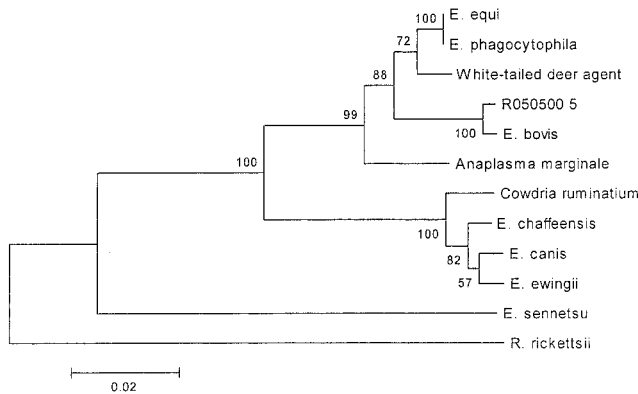 100
E. equi
E. phagocytophila
72
White-tailed deer agent
88
R050500 5
100
E. bovis
99
Anaplasma marginale
100
Cowdria ruminatium
100
E. chaffeensis
82
E. canis
57
E. ewingii
E. sennetsu
R. rickettsii
0.02